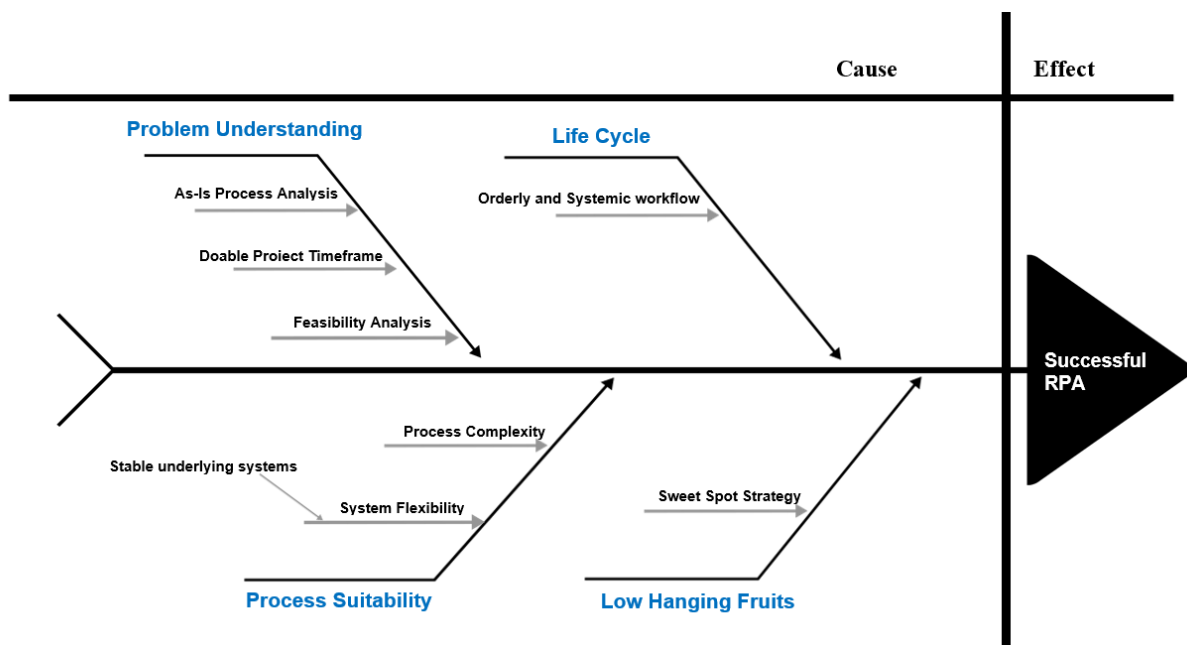 Cause
Effect
Problem Understanding
Life Cycle
As-Is Process Analysis
Orderly and Systemic workflow
Doable Proiect Timeframe
Feasibility Analysis
Successful
RPA
Process Complexity
Stable underlying systems
System Flexibility
Sweet Spot Strategy
Process Suitability
Low Hanging Fruits